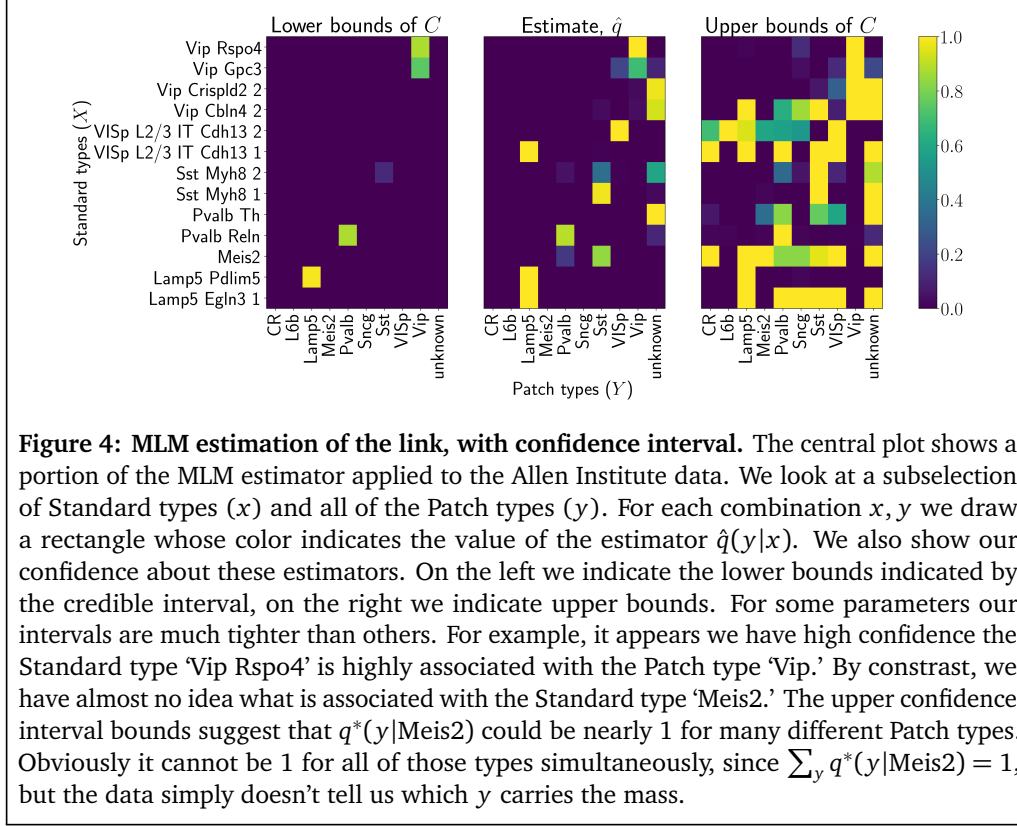 Lower bounds of C
Estimate, q̂
Upper bounds of C
Standard types (X)
Vip Rspo4
Vip Gpc3
Vip Crispld2 2
Vip Cbln4 2
VISp L2/3 IT Cdh13 2
VISp L2/3 IT Cdh13 1
Sst Myh8 2
Sst Myh8 1
Pvalb Th
Pvalb Reln
Meis2
Lamp5 Pdlim5
Lamp5 Egln3 1
CR
L6b
Lamp5
Meis2
Pvalb
Sncg
Sst
VISp
Vip
unknown
CR
L6b
Lamp5
Meis2
Pvalb
Sncg
Sst
VISp
Vip
unknown
CR
L6b
Lamp5
Meis2
Pvalb
Sncg
Sst
VISp
Vip
unknown
1.0
0.8
0.6
0.4
0.2
0.0
Patch types (Y)
Figure 4: MLM estimation of the link, with confidence interval. The central plot shows a
portion of the MLM estimator applied to the Allen Institute data. We look at a subselection
of Standard types (x) and all of the Patch types (y). For each combination x, y we draw
a rectangle whose color indicates the value of the estimator q̂(y|x). We also show our
confidence about these estimators. On the left we indicate the lower bounds indicated by
the credible interval, on the right we indicate upper bounds. For some parameters our
intervals are much tighter than others. For example, it appears we have high confidence the
Standard type ‘Vip Rspo4’ is highly associated with the Patch type ‘Vip.’ By constrast, we
have almost no idea what is associated with the Standard type ‘Meis2.’ The upper confidence
interval bounds suggest that q*(y|Meis2) could be nearly 1 for many different Patch types.
Obviously it cannot be 1 for all of those types simultaneously, since ∑y q*(y|Meis2) = 1,
but the data simply doesn’t tell us which y carries the mass.